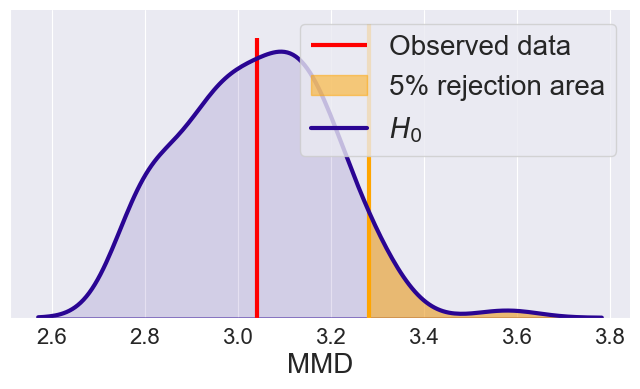 Observed data
5% rejection area
H₀
2.6 2.8 3.0 3.2 3.4 3.6 3.8
MMD